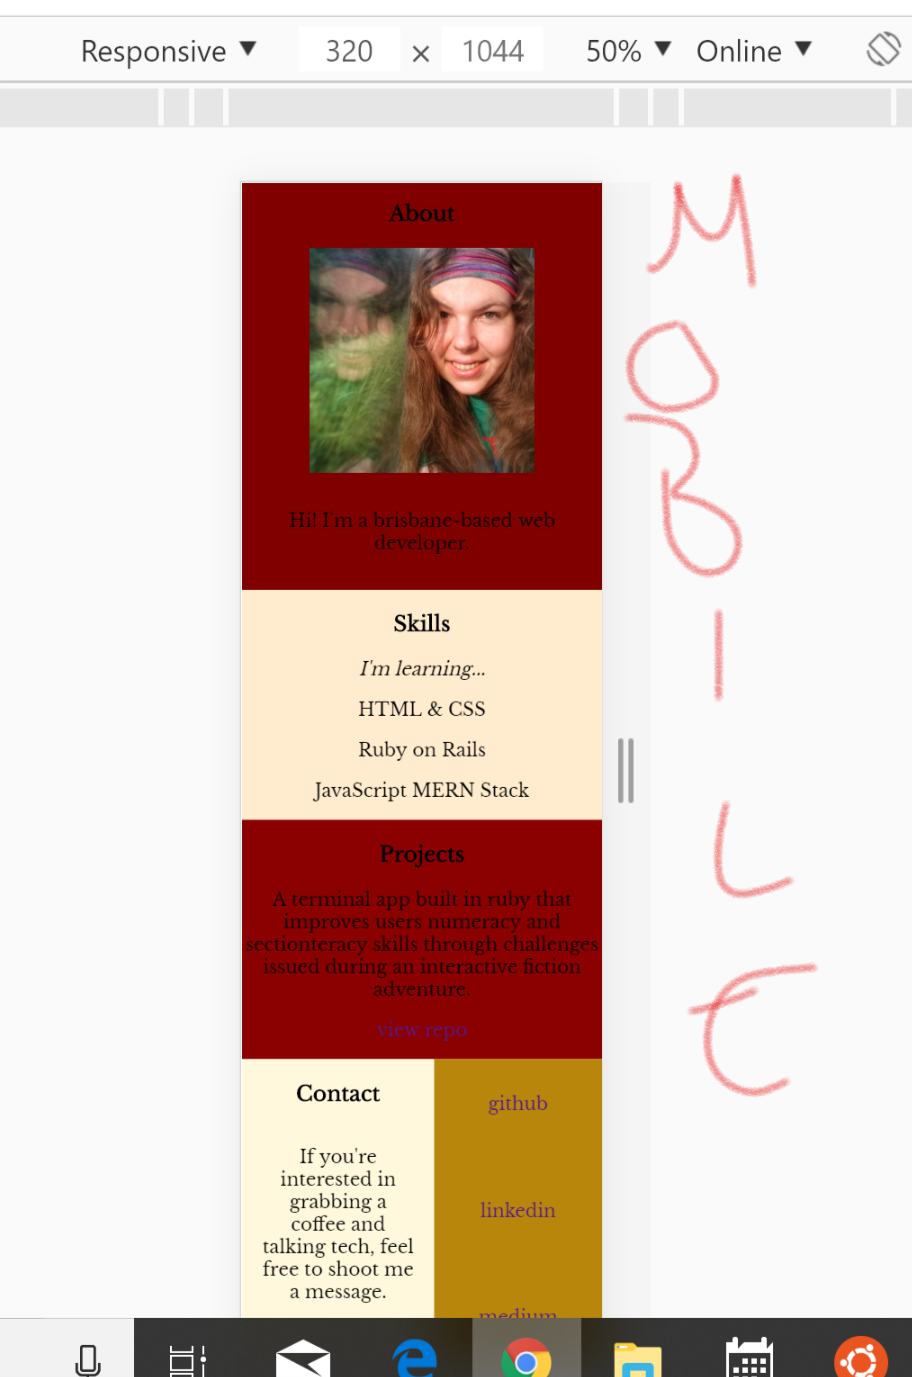 Responsive ▼ 320 × 1044 50% ▼ Online ▼
About
Hi! I'm a brisbane-based web
developer.
Skills
I'm learning...
HTML & CSS
Ruby on Rails
JavaScript MERN Stack
Projects
A terminal app built in ruby that
improves users numeracy and
sectionteracy skills through challenges
issued during an interactive fiction
adventure.
view repo
Contact
If you're
interested in
grabbing a
coffee and
talking tech, feel
free to shoot me
a message.
github
linkedin
medium
M
O
B
I
L
E